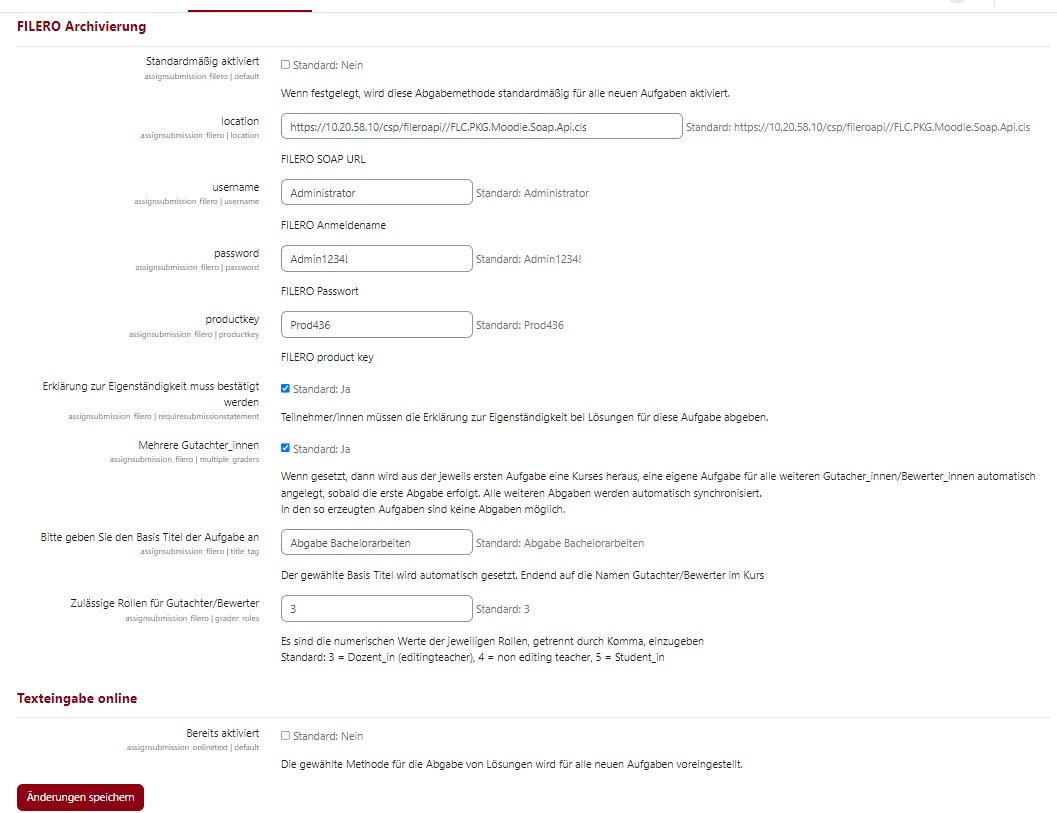 FILERO Archivierung
Standardmäßig aktiviert
assignsubmission_filero | default
Standard: Nein
Wenn festgelegt, wird diese Abgabemethode standardmäßig für alle neuen Aufgaben aktiviert.
location
assignsubmission_filero | location
https://10.20.58.10/csp/fileroapi//FLC.PKG.Moodle.Soap.Api.cls
Standard: https://10.20.58.10/csp/fileroapi//FLC.PKG.Moodle.Soap.Api.cls
FILERO SOAP URL
username
assignsubmission_filero | username
Administrator
Standard: Administrator
FILERO Anmeldename
password
assignsubmission_filero | password
Admin1234!
Standard: Admin1234!
FILERO Passwort
productkey
assignsubmission_filero | productkey
Prod436
Standard: Prod436
FILERO product key
Erklärung zur Eigenständigkeit muss bestätigt
werden
assignsubmission_filero | requiresubmissionstatement
Standard: Ja
Teilnehmer/innen müssen die Erklärung zur Eigenständigkeit bei Lösungen für diese Aufgabe abgeben.
Mehrere Gutachter_innen
assignsubmission_filero | multiple_graders
Standard: Ja
Wenn gesetzt, dann wird aus der jeweils ersten Aufgabe eine Kurses heraus, eine eigene Aufgabe für alle weiteren Gutacher_innen/Bewerter_innen automatisch
angelegt, sobald die erste Abgabe erfolgt. Alle weiteren Abgaben werden automatisch synchronisiert.
In den so erzeugten Aufgaben sind keine Abgaben möglich.
Bitte geben Sie den Basis Titel der Aufgabe an
assignsubmission_filero | title_tag
Abgabe Bachelorarbeiten
Standard: Abgabe Bachelorarbeiten
Der gewählte Basis Titel wird automatisch gesetzt. Endend auf die Namen Gutachter/Bewerter im Kurs
Zulässige Rollen für Gutachter/Bewerter
assignsubmission_filero | grader_roles
3
Standard: 3
Es sind die numerischen Werte der jeweiligen Rollen, getrennt durch Komma, einzugeben
Standard: 3 = Dozent_in (editingteacher), 4 = non editing teacher, 5 = Student_in
Texteingabe online
Bereits aktiviert
assignsubmission_onlinetext | default
Standard: Nein
Die gewählte Methode für die Abgabe von Lösungen wird für alle neuen Aufgaben voreingestellt.
Änderungen speichern